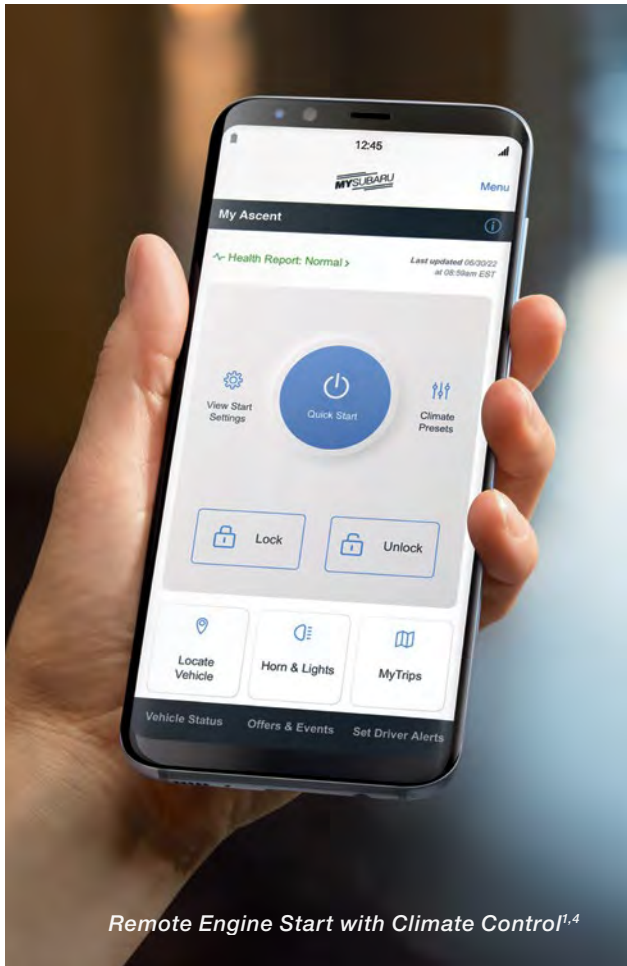 12:45
MYSUBARU
Menu
My Ascent
Health Report: Normal >
Last updated 06/30/22
at 08:59am EST
View Start
Settings
Quick Start
Climate
Presets
Lock
Unlock
Locate
Vehicle
Horn & Lights
MyTrips
Vehicle Status
Offers & Events
Set Driver Alerts
Remote Engine Start with Climate Control1,4